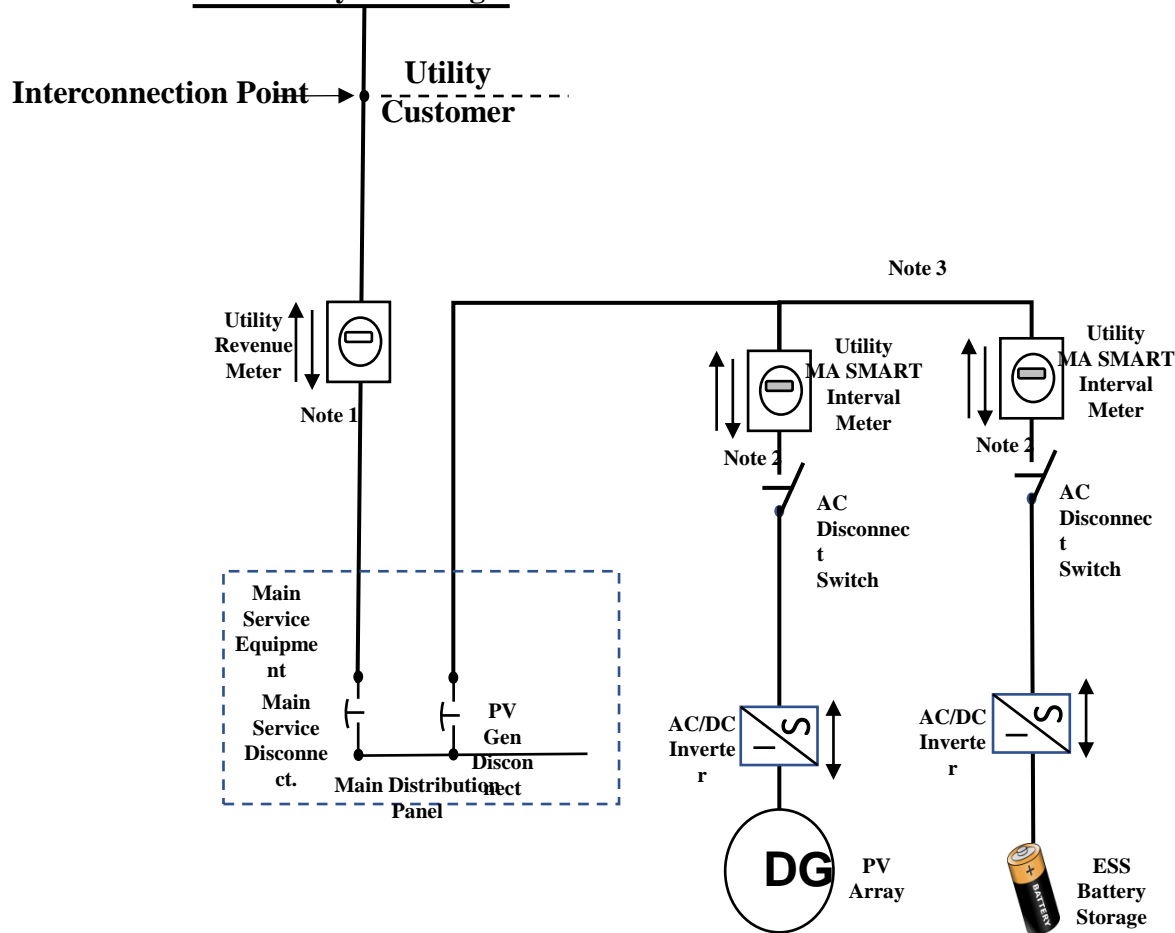 Utility
Interconnection Point
Customer
Note 3
Utility
Revenue
Meter
Note 1
Utility
MA SMART
Interval
Meter
Note 2
Utility
MA SMART
Interval
Meter
Note 2
AC
Disconnec
t
Switch
AC
Disconnec
t
Switch
Main
Service
Equipme
nt
Main
Service
Disconne
ct.
PV
Gen
Discon
nect
Main Distribution
Panel
AC/DC
Inverte
r
AC/DC
Inverte
r
DG
PV
Array
+
BATTERY
ESS
Battery
Storage